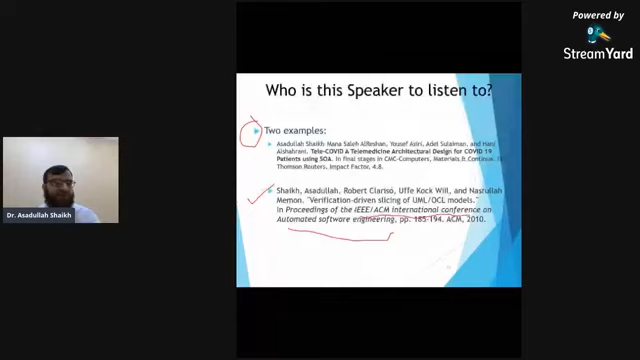 Powered by
StreamYard
Who is this Speaker to listen to?
Two examples:
Asadullah Shaikh Mana Saleh AlReshan, Yousef Asiri, Adel Sulaiman, and Hani
Alshahrani. Tele-COVID A Telemedicine Architectural Design for COVID 19
Patients using SOA. In final stages in CMC-Computers, Materials & Continue.
Thomson Routers, Impact Factor, 4.8.
Shaikh, Asadullah, Robert Clarisó, Uffe Kock Wiil, and Nasrullah
Memon. "Verification-driven slicing of UML/OCL models."
In Proceedings of the IEEE/ACM international conference on
Automated software engineering, pp. 185-194. ACM, 2010.
Dr. Asadullah Shaikh